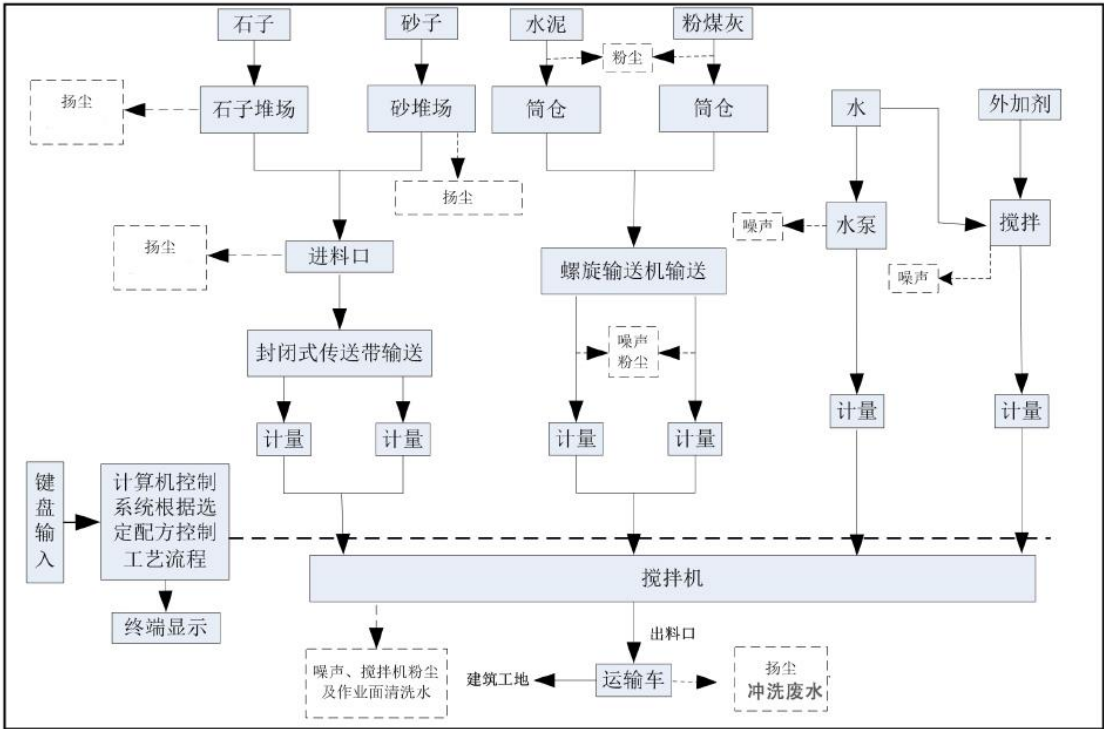 石子
砂子
水泥
粉煤灰
粉尘
扬尘
石子堆场
砂堆场
筒仓
筒仓
水
外加剂
扬尘
噪声
水泵
搅拌
扬尘
进料口
螺旋输送机输送
噪声
封闭式传送带输送
噪声
粉尘
计量
计量
计量
计量
计量
计量
键
盘
输
入
计算机控制
系统根据选
定配方控制
工艺流程
搅拌机
终端显示
出料口
噪声、搅拌机粉尘
及作业面清洗水
建筑工地
运输车
扬尘
冲洗废水